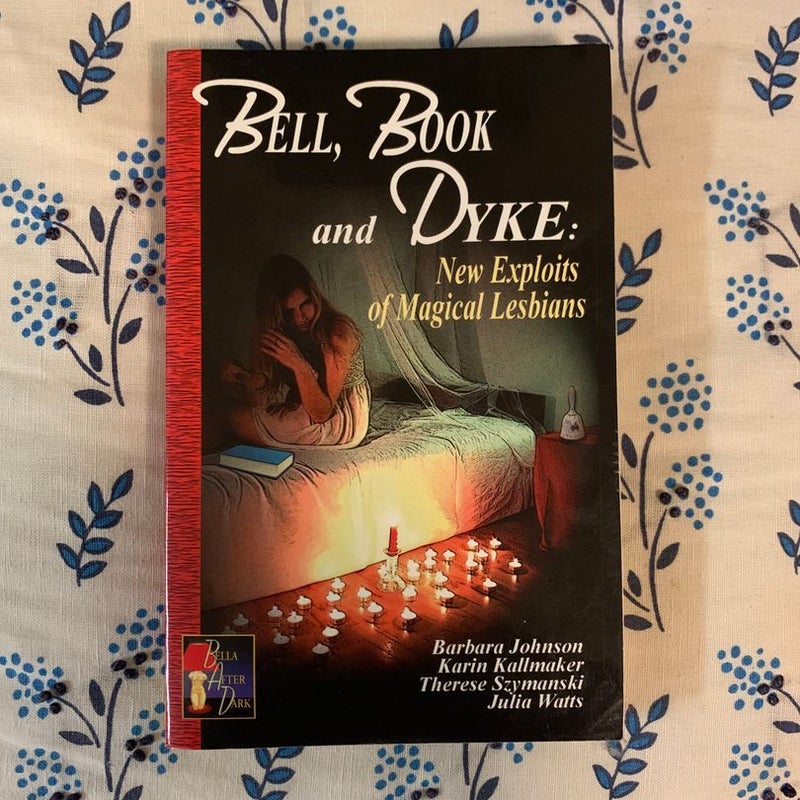 BELL, BOOK
and DYKE:
New Exploits
of Magical Lesbians
Barbara Johnson
Karin Kallmaker
Therese Szymanski
Julia Watts
BELLA
AFTER
DARK